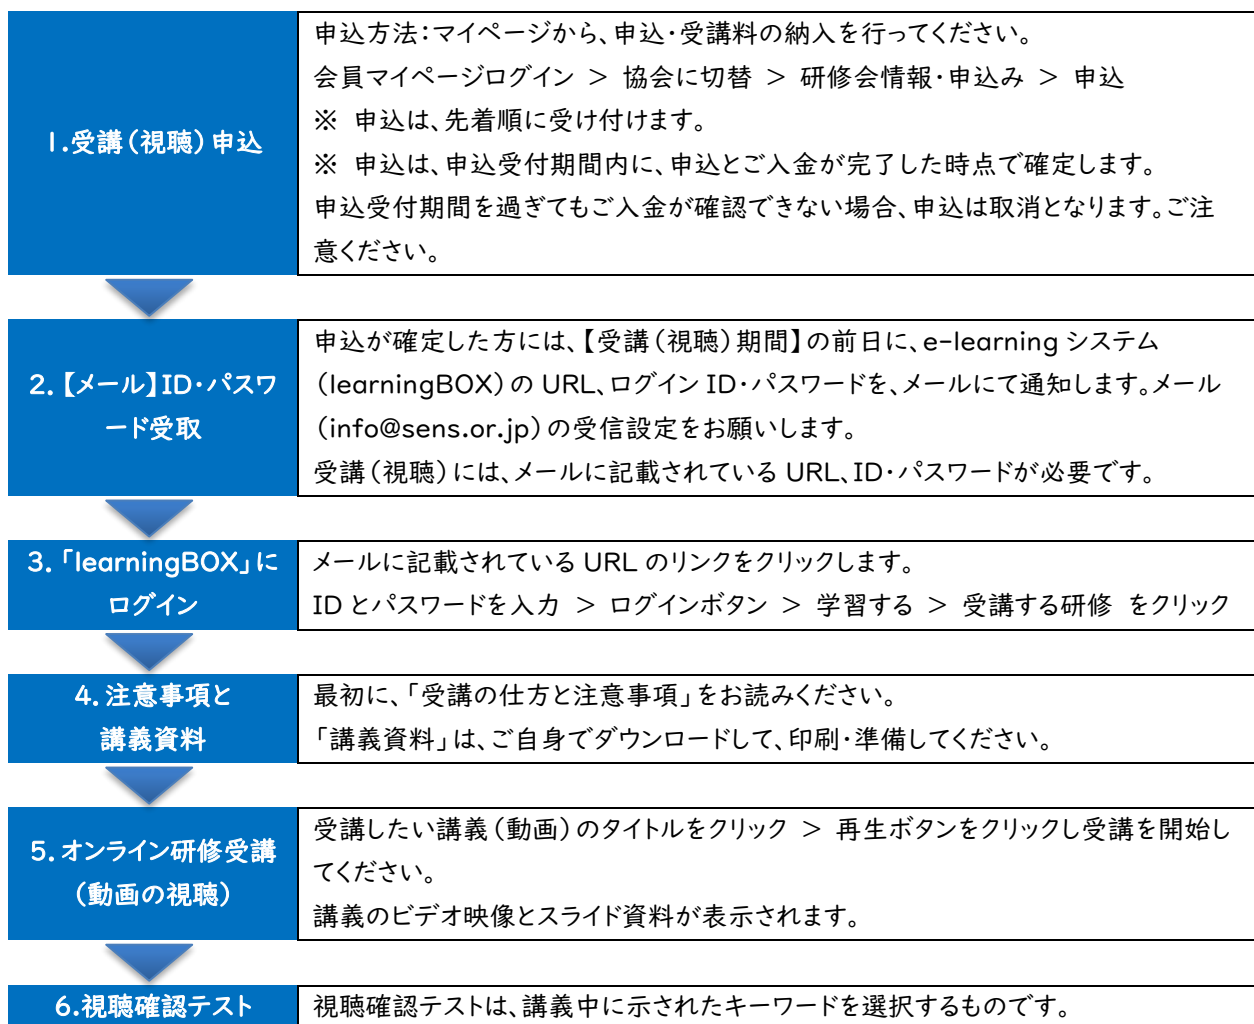 1.受講(視聴)申込
申込方法:マイページから、申込・受講料の納入を行ってください。
会員マイページログイン > 協会に切替 > 研修会情報・申込み > 申込
※ 申込は、先着順に受け付けます。
※ 申込は、申込受付期間内に、申込とご入金が完了した時点で確定します。
申込受付期間を過ぎてもご入金が確認できない場合、申込は取消となります。ご注
意ください。
2.【メール】ID・パスワ
ード受取
申込が確定した方には、【受講(視聴)期間】の前日に、e-learning システム
(learningBOX)の URL、ログイン ID・パスワードを、メールにて通知します。メール
(info@sens.or.jp)の受信設定をお願いします。
受講(視聴)には、メールに記載されている URL、ID・パスワードが必要です。
3.「learningBOX」に
ログイン
メールに記載されている URL のリンクをクリックします。
ID とパスワードを入力 > ログインボタン > 学習する > 受講する研修 をクリック
4.注意事項と
講義資料
最初に、「受講の仕方と注意事項」をお読みください。
「講義資料」は、ご自身でダウンロードして、印刷・準備してください。
5.オンライン研修受講
(動画の視聴)
受講したい講義(動画)のタイトルをクリック > 再生ボタンをクリックし受講を開始し
てください。
講義のビデオ映像とスライド資料が表示されます。
6.視聴確認テスト
視聴確認テストは、講義中に示されたキーワードを選択するものです。